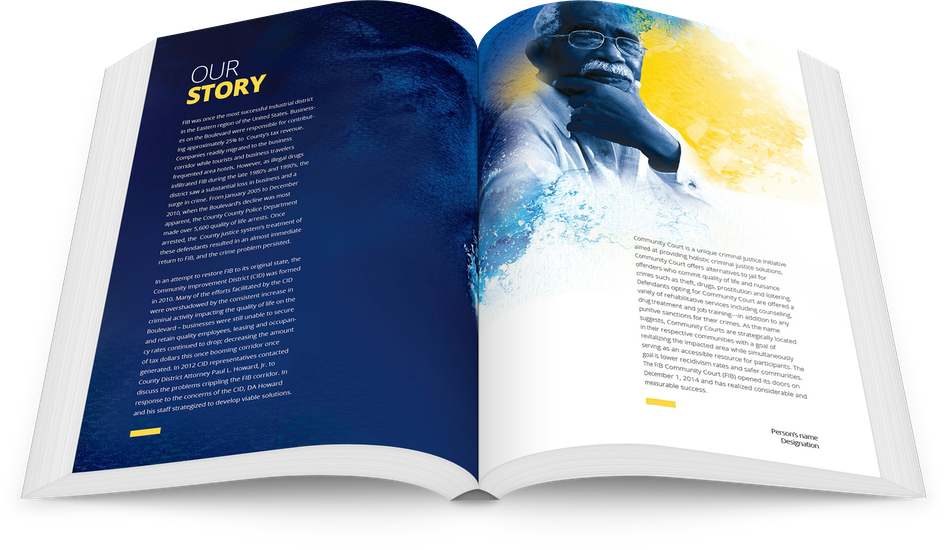 OUR
STORY
FIB was once the most successful Industrial district
in the Eastern region of the United States. Business-
es on the Boulevard were responsible for contribut-
ing approximately 25% to County's tax revenue.
Companies readily migrated to the business
corridor while tourists and business travelers
frequented area hotels. However, as illegal drugs
infiltrated FIB during the late 1980's and 1990's, the
district saw a substantial loss in business and a
surge in crime. From January 2005 to December
2010, when the Boulevard's decline was most
apparent, the County County Police Department
made over 5,600 quality of life arrests. Once
arrested, the County justice system's treatment of
these defendants resulted in an almost immediate
return to FIB, and the crime problem persisted.
In an attempt to restore FIB to its original state, the
Community Improvement District (CID) was formed
in 2010. Many of the efforts facilitated by the CID
were overshadowed by the consistent increase in
criminal activity impacting the quality of life on the
Boulevard – businesses were still unable to secure
and retain quality employees, leasing and occupan-
cy rates continued to drop; decreasing the amount
of tax dollars this once booming corridor once
generated. In 2012 CID representatives contacted
County District Attorney Paul L. Howard, Jr. to
discuss the problems crippling the FIB corridor. In
response to the concerns of the CID, DA Howard
and his staff strategized to develop viable solutions.
Community Court is a unique criminal justice initiative
aimed at providing holistic criminal justice solutions.
Community Court offers alternatives to jail for
offenders who commit quality of life and nuisance
crimes such as theft, drugs, prostitution and loitering.
Defendants opting for Community Court are offered a
variety of rehabilitative services including counseling,
drug treatment and job training—in addition to any
punitive sanctions for their crimes. As the name
suggests, Community Courts are strategically located
in their respective communities with a goal of
revitalizing the impacted area while simultaneously
serving as an accessible resource for participants. The
goal is lower recidivism rates and safer communities.
The FIB Community Court (FIB) opened its doors on
December 1, 2014 and has realized considerable and
measurable success.
Person's name
Designation